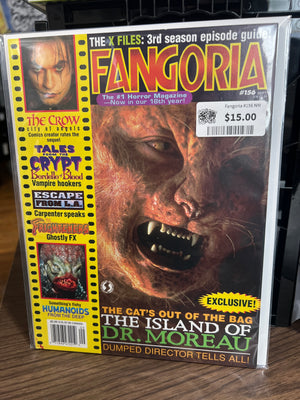 THE X FILES: 3rd season episode guide!
FANGORIA
The #1 Horror Magazine
—Now in our 18th year!
#156
Fangoria #156 NM
$15.00
THE CROW
city of angels
Comics creator rates the
sequel
TALES
FROM THE
CRYPT
Bordello of Blood
Vampire hookers
ESCAPE
FROM L.A.
Carpenter speaks
THE
FRIGHTENERS
Ghostly FX
Something's fishy
HUMANOIDS
FROM THE DEEP
EXCLUSIVE!
THE CAT'S OUT OF THE BAG
THE ISLAND OF
DR. MOREAU
DUMPED DIRECTOR TELLS ALL!